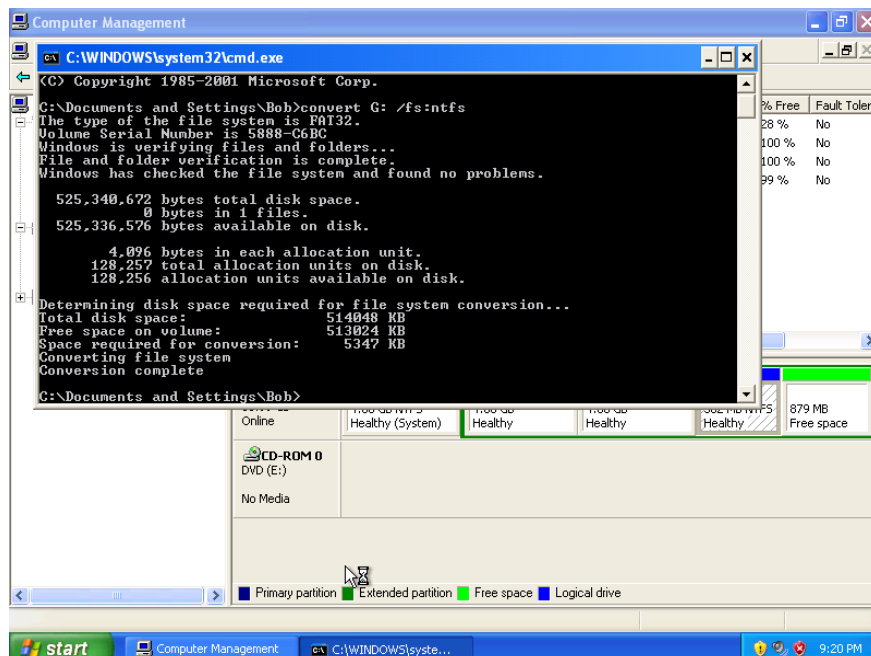 Computer Management
C:\WINDOWS\system32\cmd.exe
(C) Copyright 1985-2001 Microsoft Corp.
C:\Documents and Settings\Bob>convert G: /fs:ntfs
The type of the file system is FAT32.
Volume Serial Number is 5888-C6BC
Windows is verifying files and folders...
File and folder verification is complete.
Windows has checked the file system and found no problems.
525,340,672 bytes total disk space.
0 bytes in 1 files.
525,336,576 bytes available on disk.
4,096 bytes in each allocation unit.
128,257 total allocation units on disk.
128,256 allocation units available on disk.
Determining disk space required for file system conversion...
Total disk space: 514048 KB
Free space on volume: 513024 KB
Space required for conversion: 5347 KB
Converting file system
Conversion complete
C:\Documents and Settings\Bob>
% Free Fault Toler
28 % No
100 % No
100 % No
99 % No
Online
Healthy (System)
Healthy
Healthy
Healthy
879 MB
Free space
CD-ROM 0
DVD (E:)
No Media
Primary partition Extended partition Free space Logical drive
start Computer Management C:\WINDOWS\syste... 9:20 PM